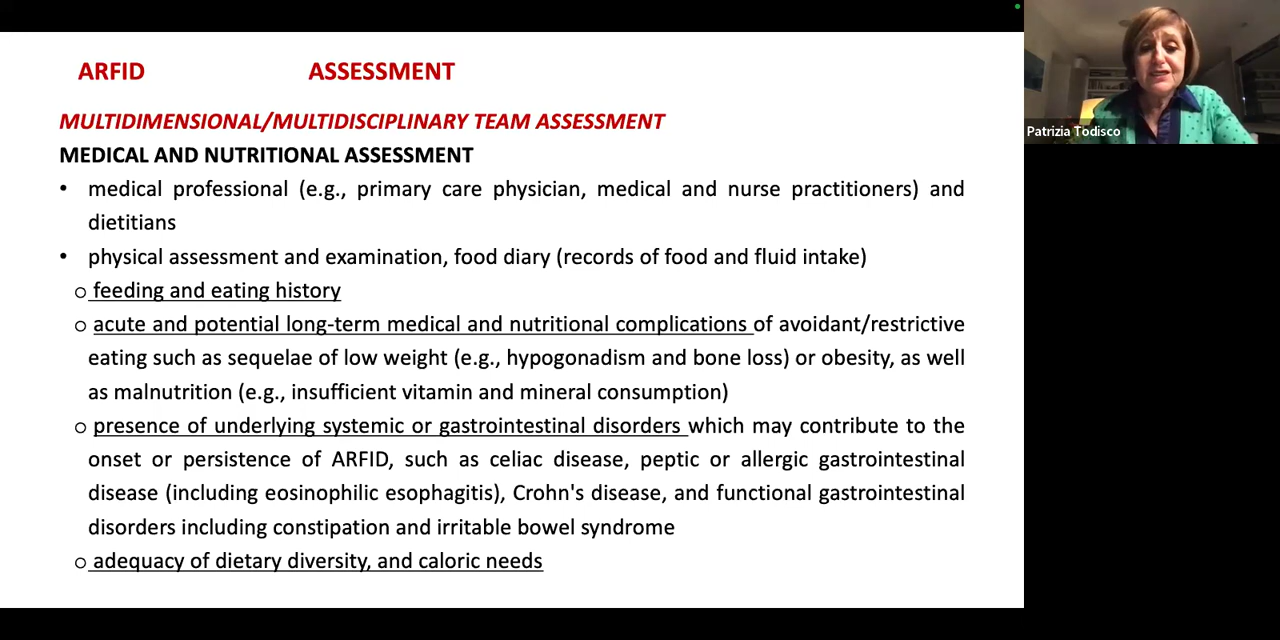 ARFID ASSESSMENT
MULTIDIMENSIONAL/MULTIDISCIPLINARY TEAM ASSESSMENT
MEDICAL AND NUTRITIONAL ASSESSMENT
• medical professional (e.g., primary care physician, medical and nurse practitioners) and
dietitians
• physical assessment and examination, food diary (records of food and fluid intake)
o feeding and eating history
o acute and potential long-term medical and nutritional complications of avoidant/restrictive
eating such as sequelae of low weight (e.g., hypogonadism and bone loss) or obesity, as well
as malnutrition (e.g., insufficient vitamin and mineral consumption)
o presence of underlying systemic or gastrointestinal disorders which may contribute to the
onset or persistence of ARFID, such as celiac disease, peptic or allergic gastrointestinal
disease (including eosinophilic esophagitis), Crohn's disease, and functional gastrointestinal
disorders including constipation and irritable bowel syndrome
o adequacy of dietary diversity, and caloric needs
Patrizia Todisco